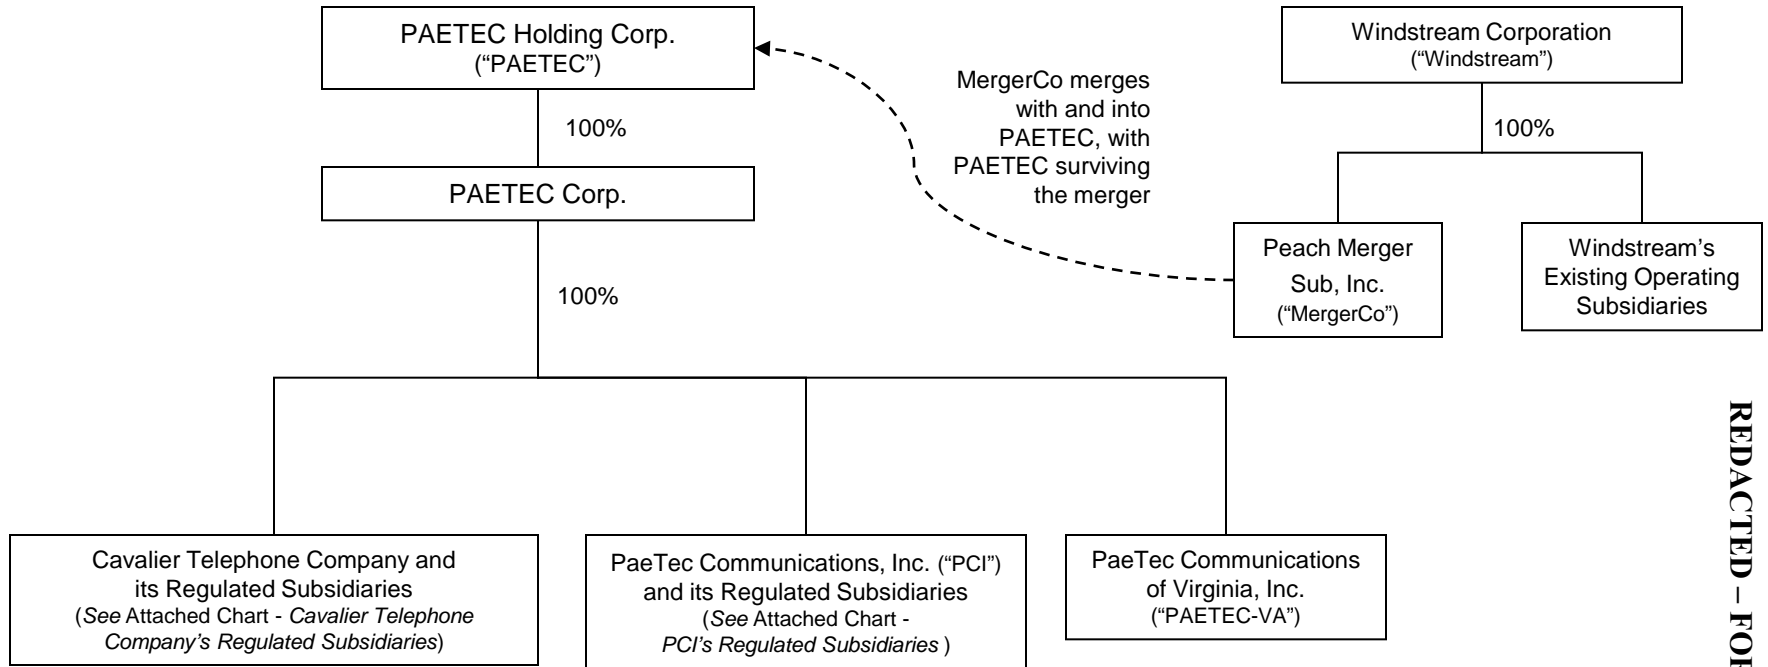 PAETEC Holding Corp.
(“PAETEC”)
100%
PAETEC Corp.
100%
MergerCo merges
with and into
PAETEC, with
PAETEC surviving
the merger
Windstream Corporation
(“Windstream”)
100%
Peach Merger
Sub, Inc.
(“MergerCo”)
Windstream’s
Existing Operating
Subsidiaries
Cavalier Telephone Company and
its Regulated Subsidiaries
(See Attached Chart - Cavalier Telephone
Company’s Regulated Subsidiaries)
PaeTec Communications, Inc. (“PCI”)
and its Regulated Subsidiaries
(See Attached Chart -
PCI’s Regulated Subsidiaries )
PaeTec Communications
of Virginia, Inc.
(“PAETEC-VA”)
REDACTED – FOR